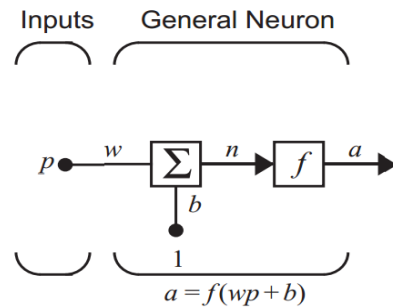 Inputs General Neuron
p w Σ n f a
b
1
a = f(wp + b)